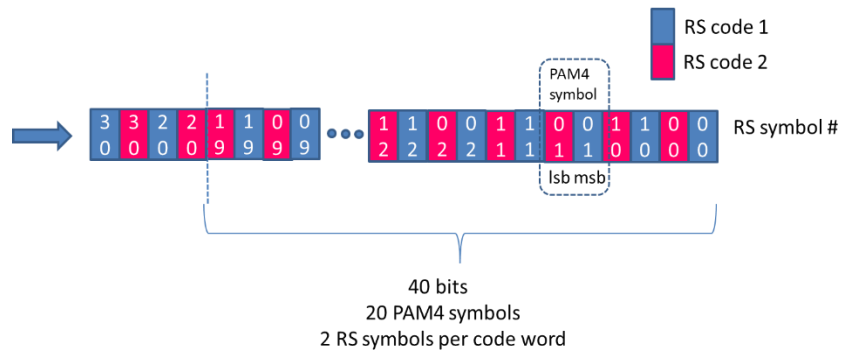 RS code 1
RS code 2
PAM4
symbol
3 3 2 2 1 1 0 0
0 0 0 0 9 9 9 9
1 1 0 0 1 1 0 0 1 1 0 0
2 2 2 2 1 1 1 1 0 0 0 0
RS symbol #
lsb msb
40 bits
20 PAM4 symbols
2 RS symbols per code word